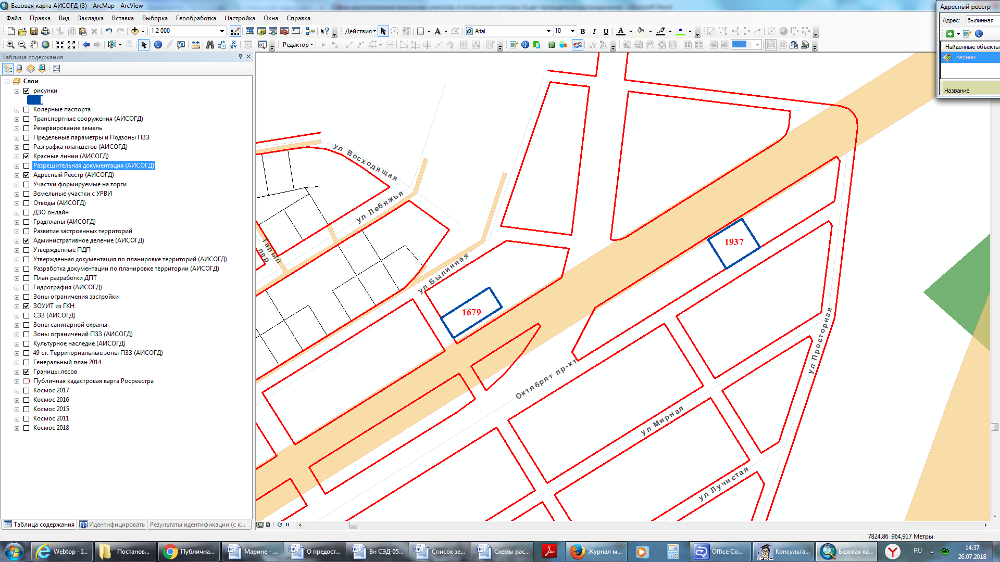 Базовая карта АИСОГД (3) - ArcMap - ArcView
Файл Правка Вид Закладка Вставка Выборка Геообработка Настройка Окна Справка
1:2 000
Действия
Arial
10
Редактор
100%
Таблица содержания
Слои
рисунки
Колерные паспорта
Транспортные сооружения (АИСОГД)
Резервирование земель
Предельные параметры и Подзоны ПЗЗ
Разграфка планшетов (АИСОГД)
Красные линии (АИСОГД)
Разрешительная документация (АИСОГД)
Адресный Реестр (АИСОГД)
Участки формируемые на торги
Земельные участки с УРВИ
Отводы (АИСОГД)
ДЗО онлайн
Градпланы (АИСОГД)
Развитие застроенных территорий
Административное деление (АИСОГД)
Утвержденные ПДП
Утвержденная документация по планировке территорий (АИСОГД)
Разработка документации по планировке территории (АИСОГД)
План разработки ДПТ
Гидрография (АИСОГД)
Зоны ограничения застройки
ЗОУИТ из ГКН
СЗЗ (АИСОГД)
Зоны санитарной охраны
Зоны ограничений ПЗЗ (АИСОГД)
Культурное наследие (АИСОГД)
49 ст. Территориальные зоны ПЗЗ (АИСОГД)
Генеральный план 2014
Границы лесов
Публичная кадастровая карта Росреестра
Космос 2017
Космос 2016
Космос 2015
Космос 2011
Космос 2018
Таблица содержания Идентифицировать Результаты идентификации (с к...
ул Восходящая
ул Лебяжья
Талый
пер
ул Былинная
1679
1937
Октябрят пр-кт
ул Просторная
ул Мирная
ул Лучистая
Адресный реестр
Адрес: былинная
Найденные объекты
геоним
Название
7824,86 964,917 Метры
Webtop - I...
Постанов...
Публична...
Марине - ...
О предост...
Вн СЭД-05...
Список зе...
Схемы рас...
Журнал м...
Office Co...
Консульта...
Базовая ка...
RU
14:37
26.07.2018